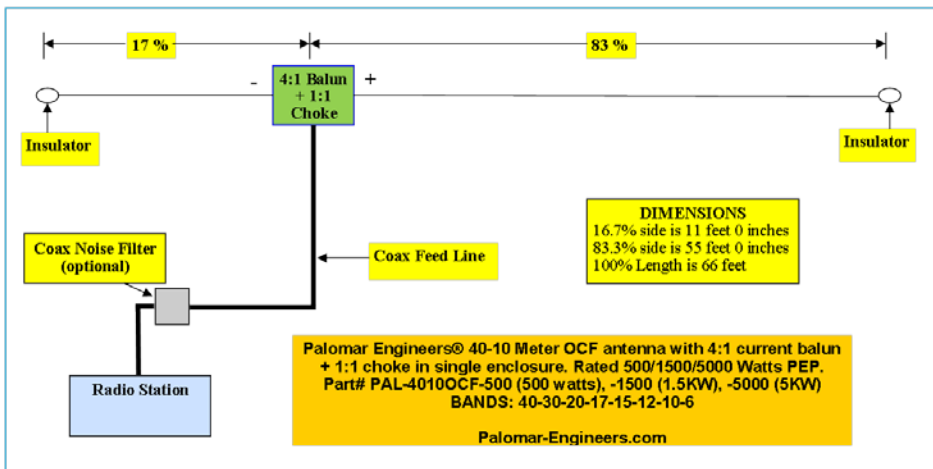 17 %
83 %
-
4:1 Balun
+ 1:1
Choke
+
Insulator
Insulator
DIMENSIONS
16.7% side is 11 feet 0 inches
83.3% side is 55 feet 0 inches
100% Length is 66 feet
Coax Noise Filter
(optional)
Coax Feed Line
Radio Station
Palomar Engineers® 40-10 Meter OCF antenna with 4:1 current balun
+ 1:1 choke in single enclosure. Rated 500/1500/5000 Watts PEP.
Part# PAL-4010OCF-500 (500 watts), -1500 (1.5KW), -5000 (5KW)
BANDS: 40-30-20-17-15-12-10-6
Palomar-Engineers.com